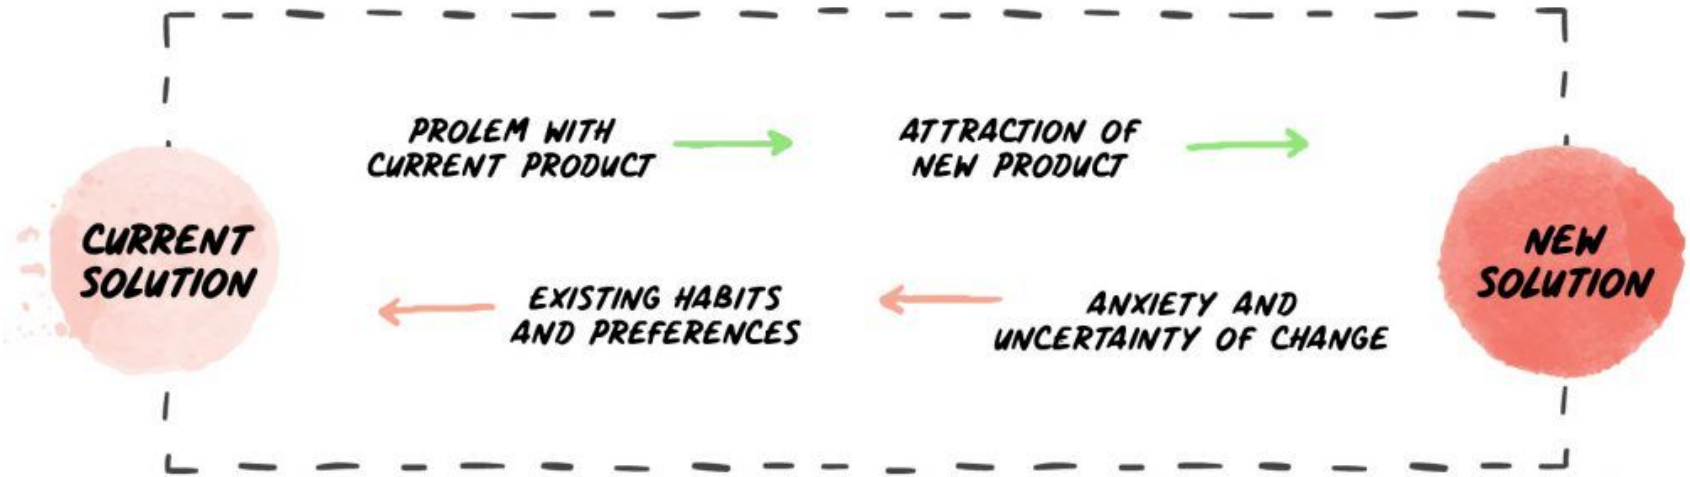 PROLEM WITH
CURRENT PRODUCT
ATTRACTION OF
NEW PRODUCT
CURRENT
SOLUTION
NEW
SOLUTION
EXISTING HABITS
AND PREFERENCES
ANXIETY AND
UNCERTAINTY OF CHANGE